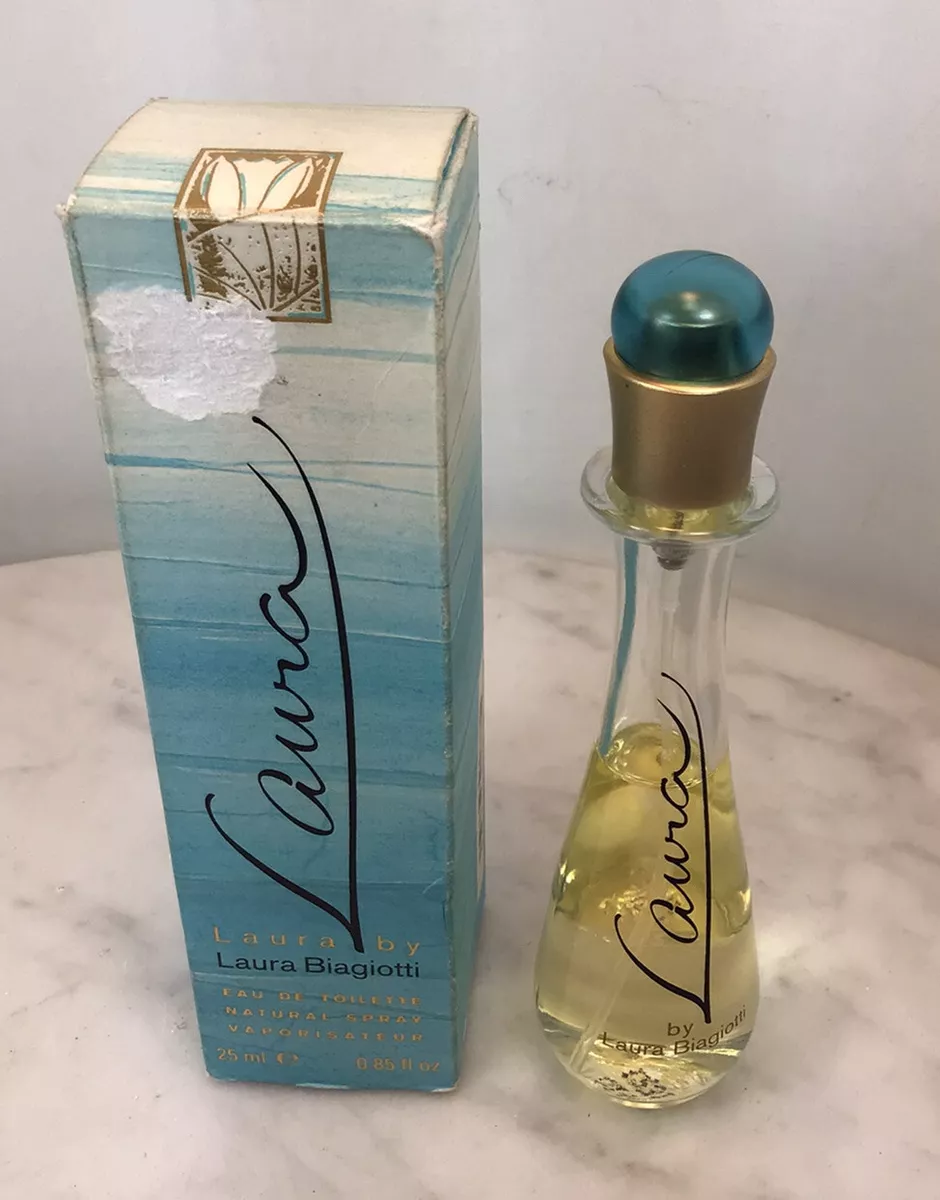 Laura
Laura by
Laura Biagiotti
EAU DE TOILETTE
NATURAL SPRAY
VAPORISATEUR
25 ml e 0.85 fl oz
Laura
by
Laura Biagiotti